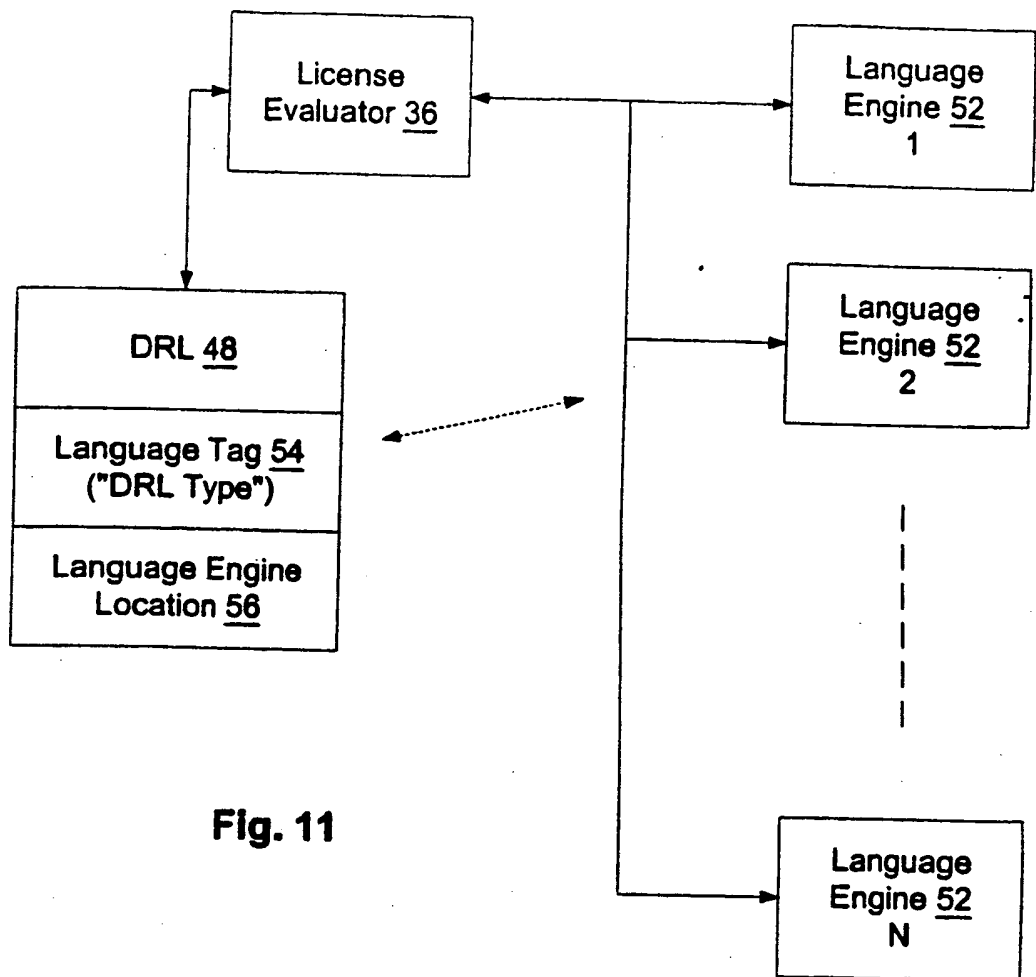 License
Evaluator 36
Language
Engine 52
1
DRL 48
Language Tag 54
("DRL Type")
Language Engine
Location 56
Language
Engine 52
2
Language
Engine 52
N
Fig. 11